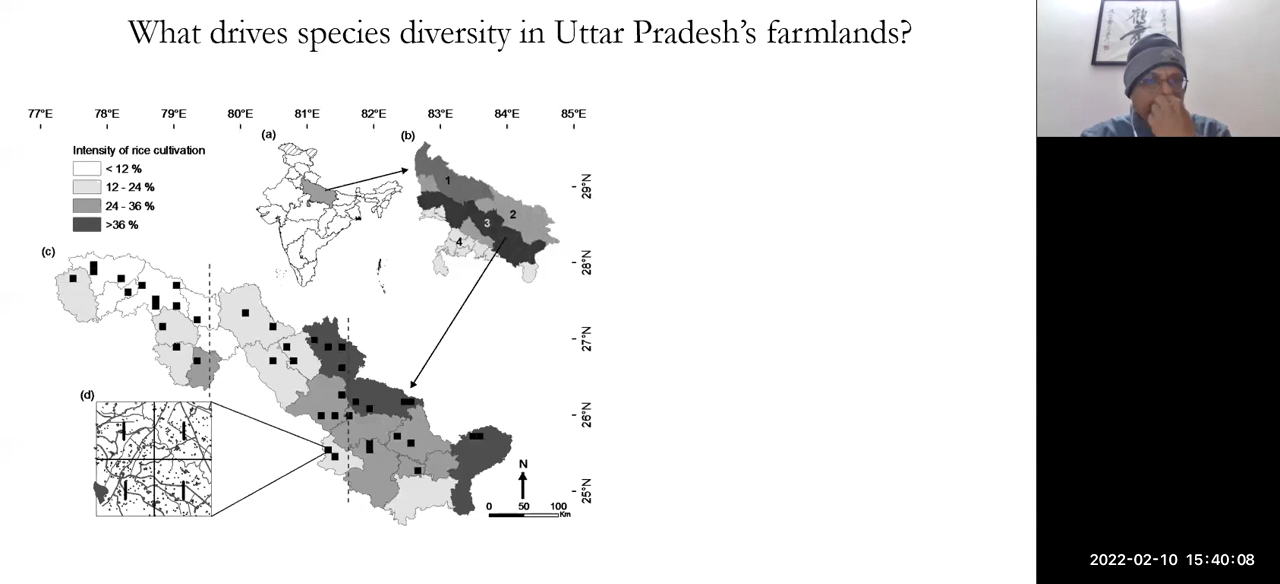 What drives species diversity in Uttar Pradesh's farmlands?
77°E 78°E 79°E 80°E 81°E 82°E 83°E 84°E 85°E
(a)
(b)
Intensity of rice cultivation
< 12 %
12 - 24 %
24 - 36 %
>36 %
1
2
3
4
29°N
28°N
27°N
26°N
25°N
(c)
(d)
N
0 50 100
Km
2022-02-10 15:40:08